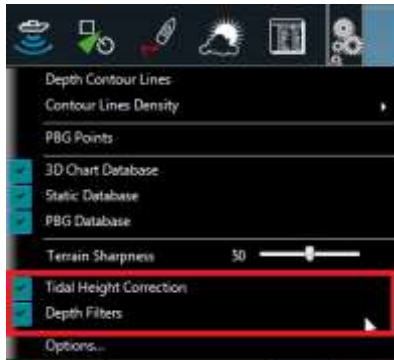 Depth Contour Lines
Contour Lines Density
PBG Points
3D Chart Database
Static Database
PBG Database
Terrain Sharpness 50
Tidal Height Correction
Depth Filters
Options...